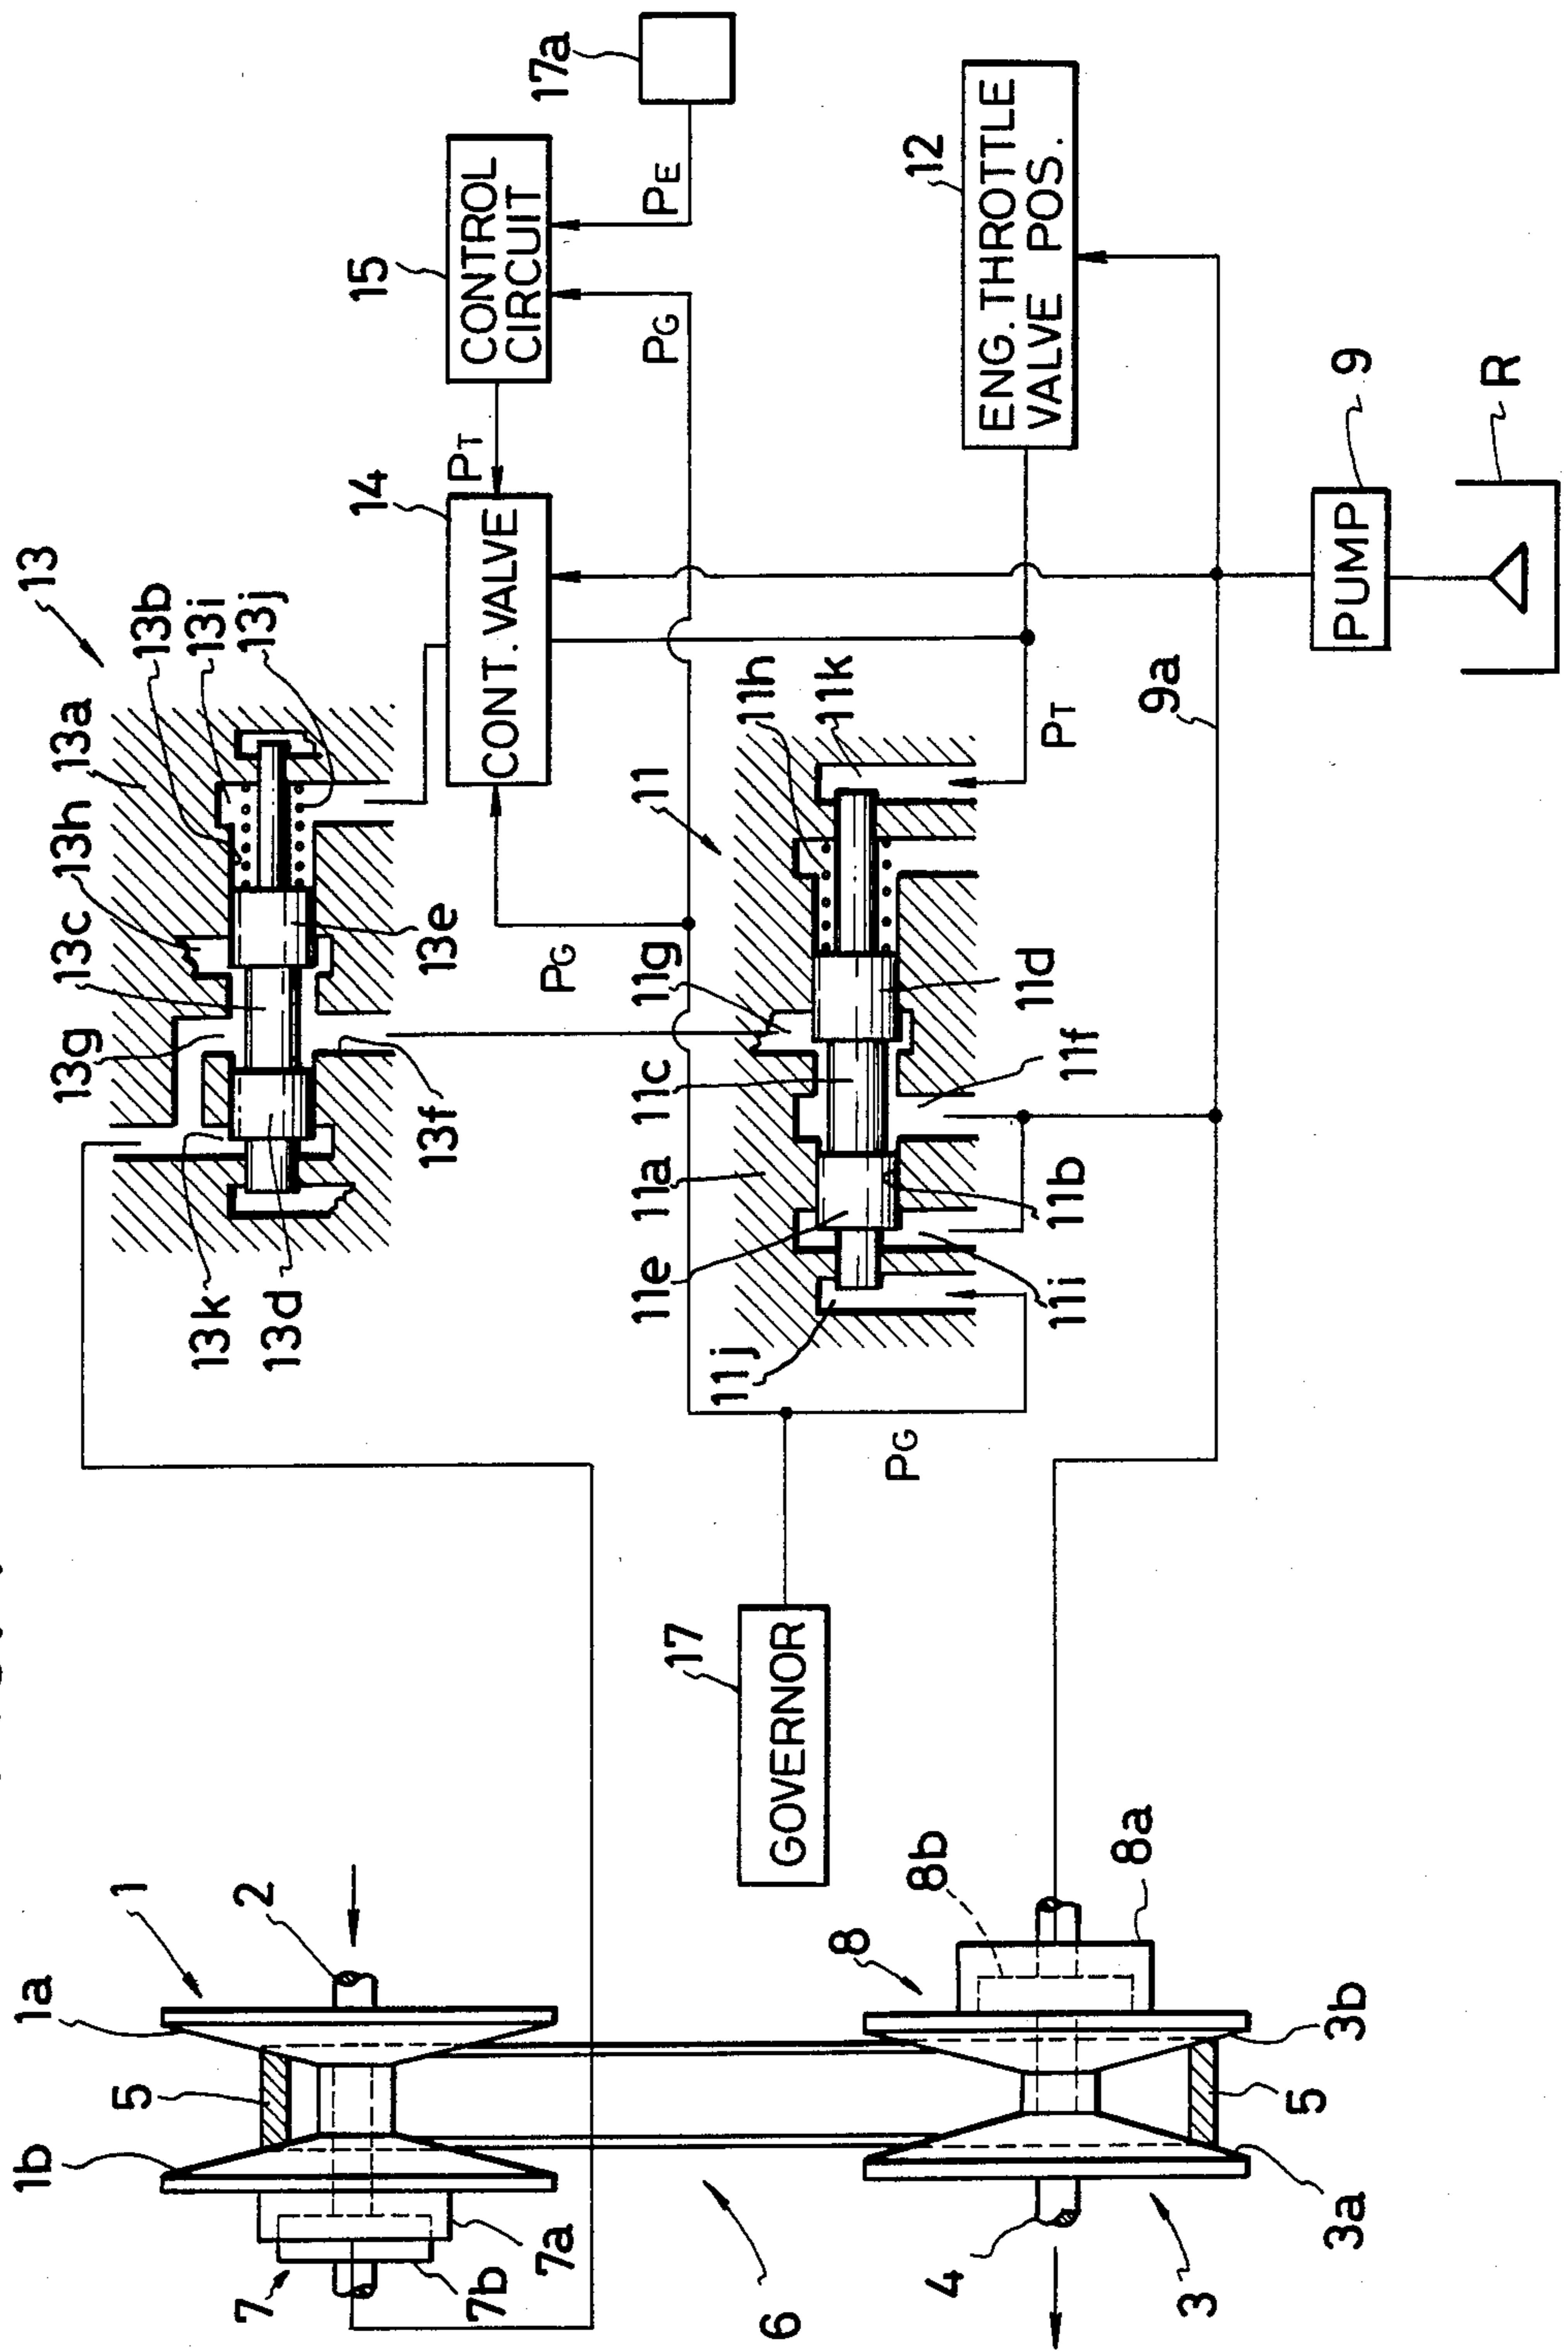 1
1a
1b
2
5
7
7a
7b
6
4
3
3a
3b
5
8
8a
8b
17
GOVERNOR
PG
13
13a
13b
13i
13j
13h
13c
13g
13e
13f
13k
13d
14
CONT. VALVE
PT
15
CONTROL
CIRCUIT
PE
17a
PG
PG
11
11h
11k
11g
11d
11c
11f
11a
11b
11e
11i
11j
PT
12
ENG. THROTTLE
VALVE POS.
9a
9
PUMP
R